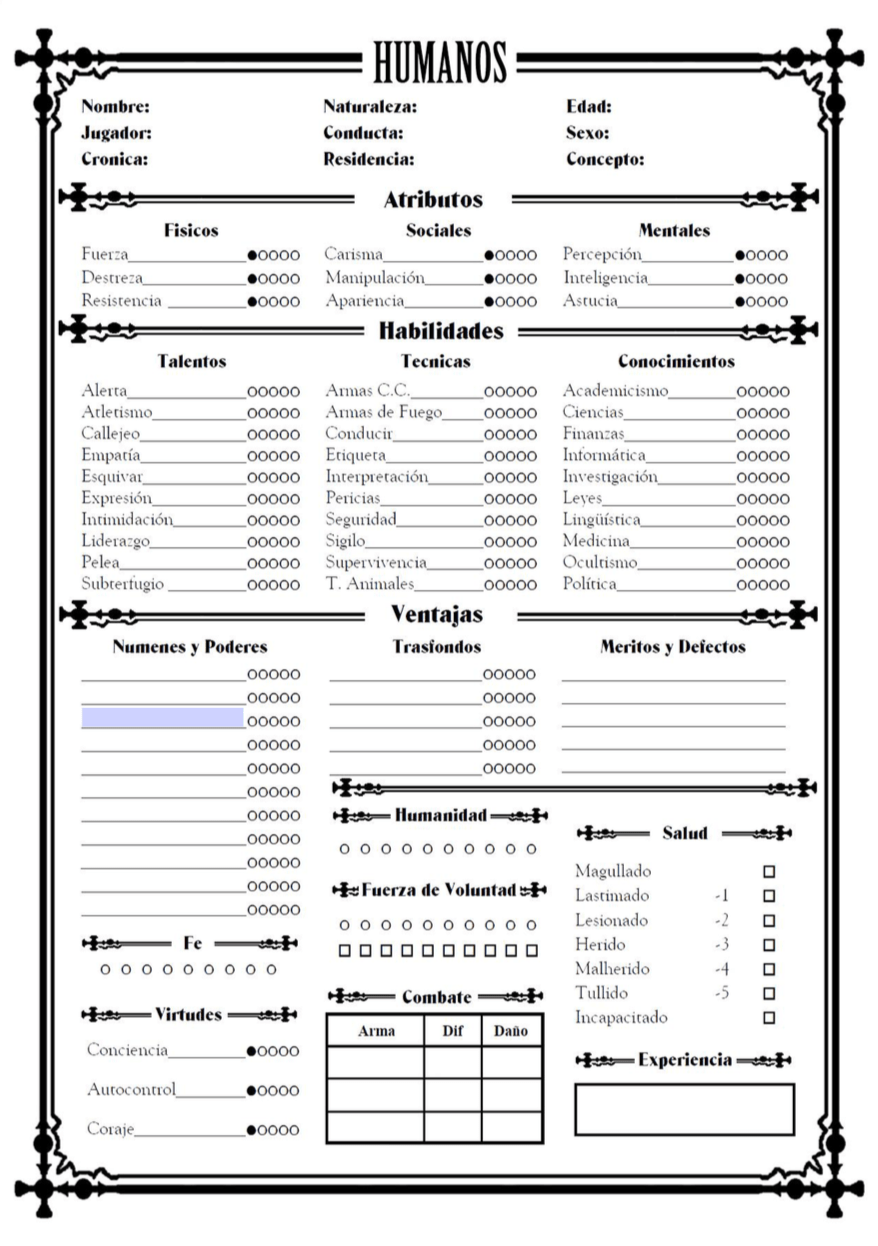 HUMANOS
Nombre: Naturaleza: Edad:
Jugador: Conducta: Sexo:
Cronica: Residencia: Concepto:
Atributos
Fisicos Sociales Mentales
Fuerza Carisma Percepción
Destreza Manipulación Inteligencia
Resistencia Apariencia Astucia
Habilidades
Talentos Tecnicas Conocimientos
Alerta Armas C.C. Academicismo
Atletismo Armas de Fuego Ciencias
Callejeo Conducir Finanzas
Empatía Etiqueta Informática
Esquivar Interpretación Investigación
Expresión Pericias Leyes
Intimidación Seguridad Lingüística
Liderazgo Sigilo Medicina
Pelea Supervivencia Ocultismo
Subterfugio T. Animales Política
Ventajas
Numenes y Poderes Trasfondos Meritos y Defectos
Humanidad
Salud
Magullado
Fuerza de Voluntad
Lastimado -1
Lesionado -2
Fe
Herido -3
Malherido -4
Tullido -5
Combate
Virtudes
Incapacitado
Arma Dif Daño
Conciencia
Experiencia
Autocontrol
Coraje